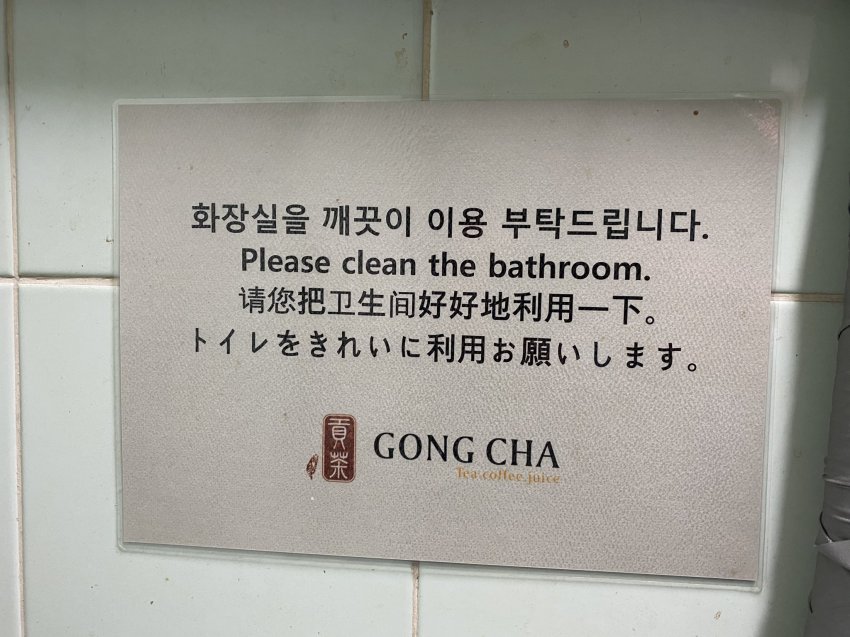 화장실을 깨끗이 이용 부탁드립니다.
Please clean the bathroom.
请您把卫生间好好地利用一下。
トイレをきれいに利用お願いします。
貢茶
GONG CHA
Tea.coffee.juice